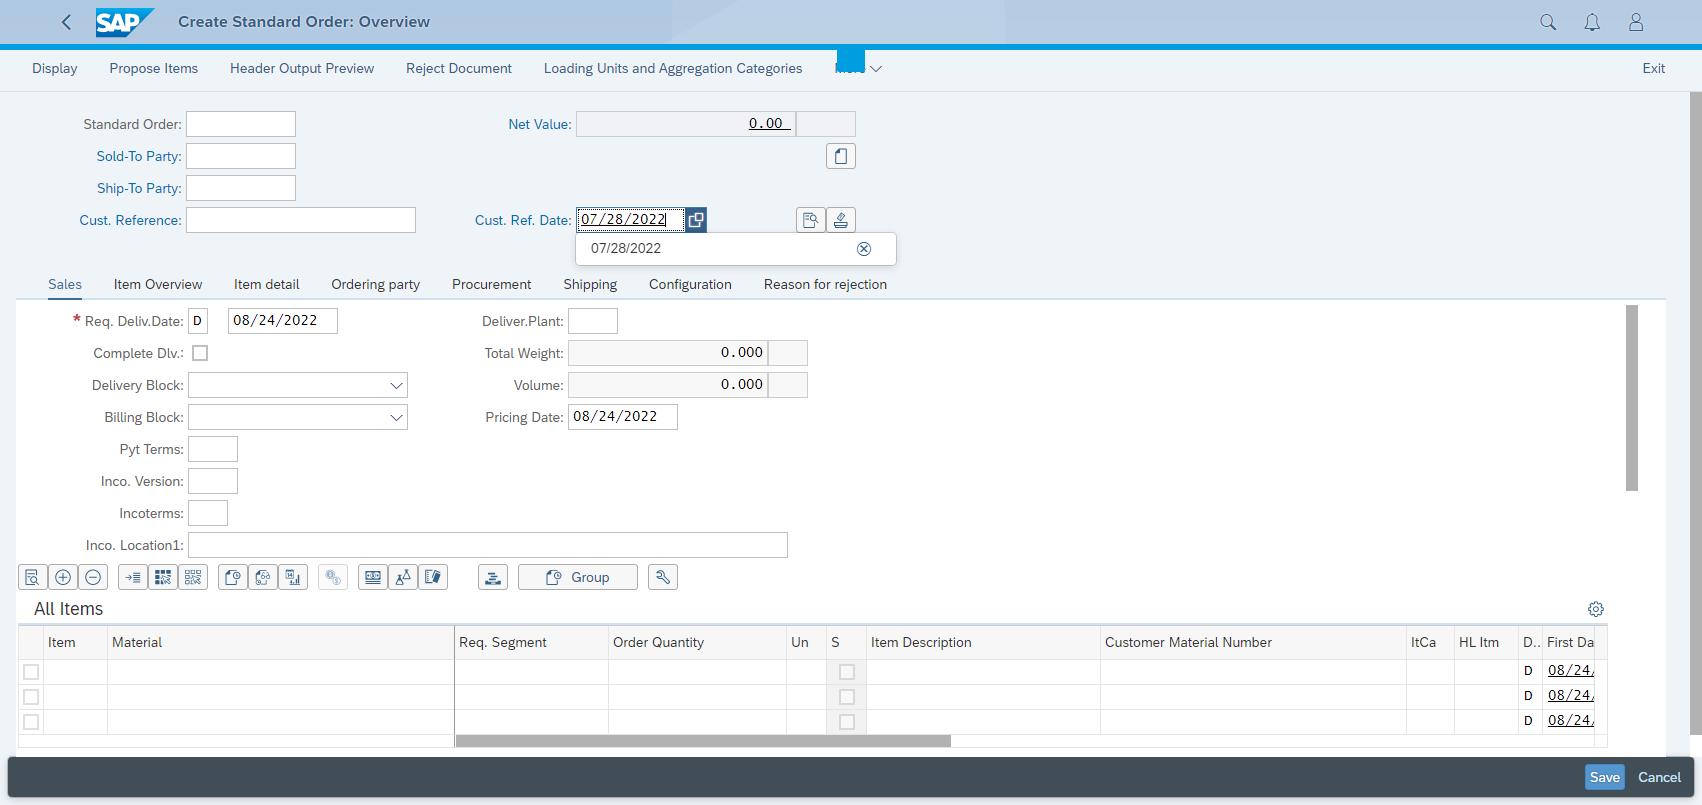 SAP Create Standard Order: Overview
Display Propose Items Header Output Preview Reject Document Loading Units and Aggregation Categories Exit
Standard Order: Net Value: 0.00
Sold-To Party:
Ship-To Party:
Cust. Reference: Cust. Ref. Date: 07/28/2022
07/28/2022
Sales Item Overview Item detail Ordering party Procurement Shipping Configuration Reason for rejection
* Req. Deliv.Date: D 08/24/2022 Deliver.Plant:
Complete Dlv.: Total Weight: 0.000
Delivery Block: Volume: 0.000
Billing Block: Pricing Date: 08/24/2022
Pyt Terms:
Inco. Version:
Incoterms:
Inco. Location1:
Group
All Items
Item Material Req. Segment Order Quantity Un S Item Description Customer Material Number ItCa HL Itm D.. First Da
D 08/24/
D 08/24/
D 08/24/
Save Cancel